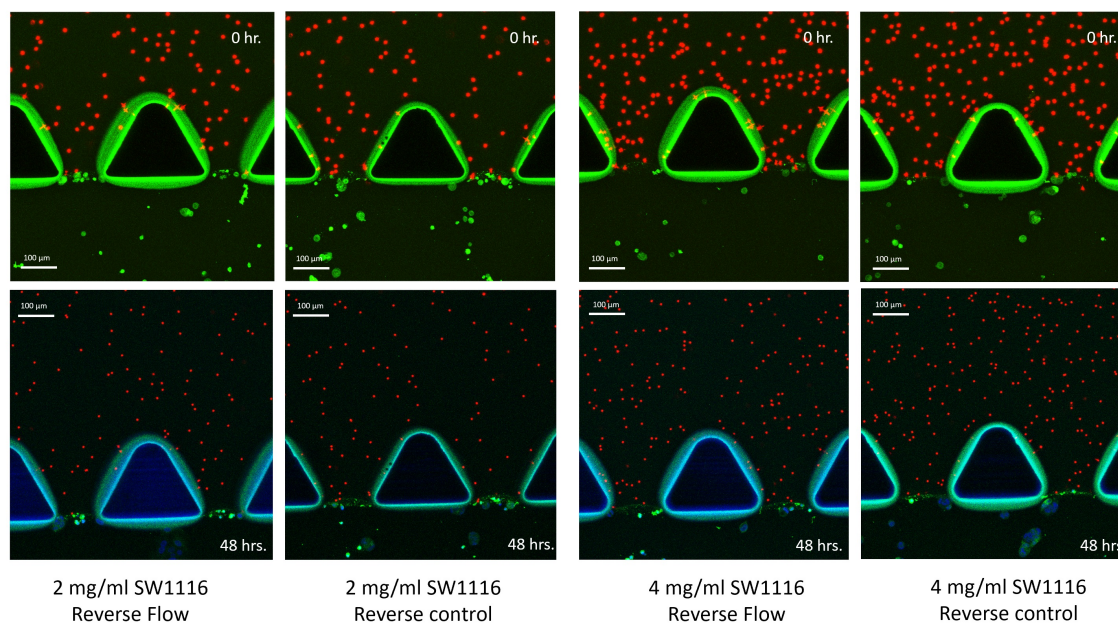 0 hr.
0 hr.
0 hr.
0 hr.
100 µm
100 µm
100 µm
100 µm
100 µm
100 µm
100 µm
100 µm
48 hrs.
48 hrs.
48 hrs.
48 hrs.
2 mg/ml SW1116
Reverse Flow
2 mg/ml SW1116
Reverse control
4 mg/ml SW1116
Reverse Flow
4 mg/ml SW1116
Reverse control